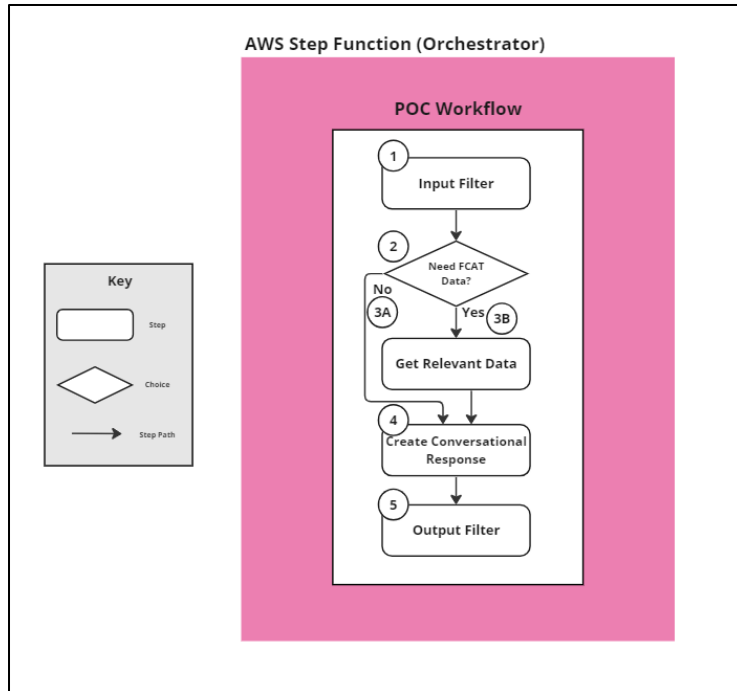 AWS Step Function (Orchestrator)
POC Workflow
1
Input Filter
2
Need FCAT
Data?
No
3A
Yes
3B
Get Relevant Data
4
Create Conversational
Response
5
Output Filter
Key
Step
Choice
Step Path